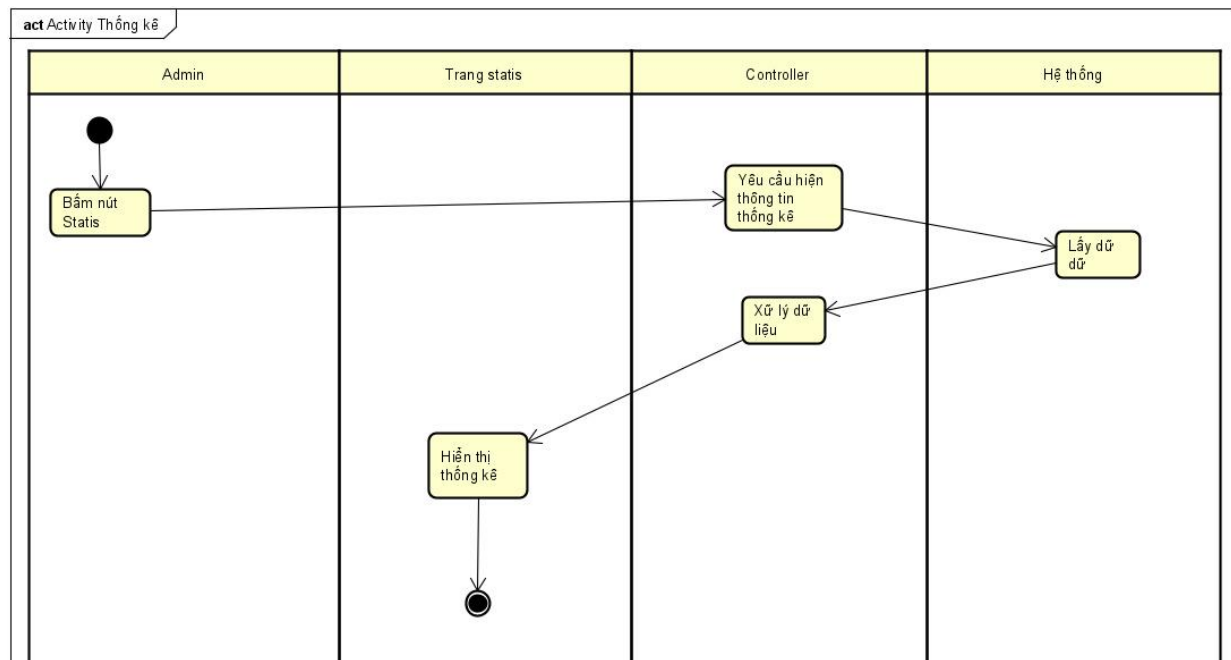 act Activity Thống kê
Admin
Trang statis
Controller
Hệ thống
Bấm nút
Statis
Yêu cầu hiện
thông tin
thống kê
Lấy dữ
dữ
Xữ lý dữ
liệu
Hiển thị
thống kê